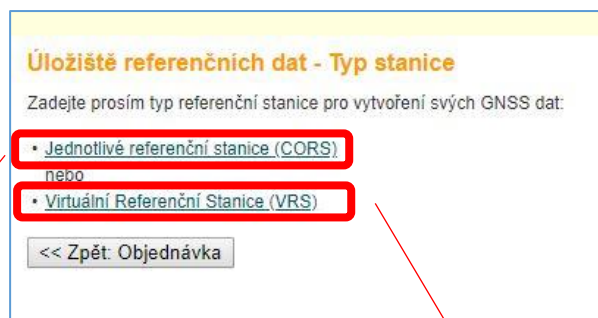 Úložiště referenčních dat - Typ stanice
Zadejte prosím typ referenční stanice pro vytvoření svých GNSS dat:
• Jednotlivé referenční stanice (CORS)
nebo
• Virtuální Referenční Stanice (VRS)
<< Zpět: Objednávka